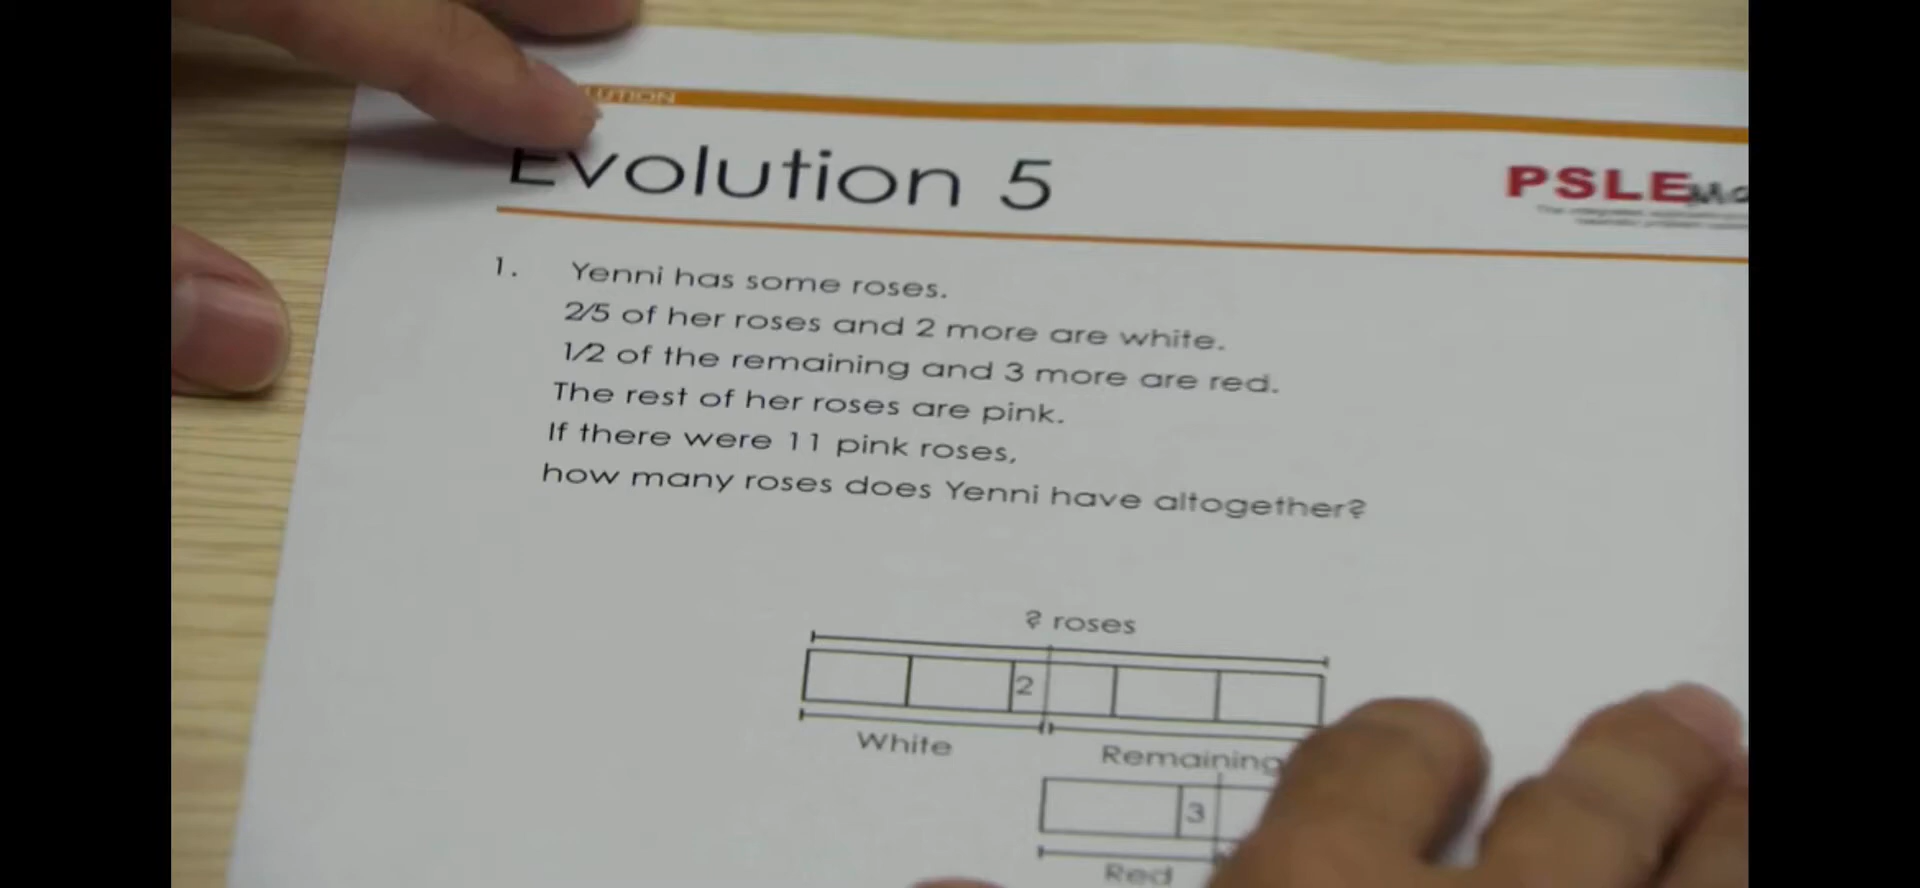 LUTION
Evolution 5
PSLE
1. Yenni has some roses.
2/5 of her roses and 2 more are white.
1/2 of the remaining and 3 more are red.
The rest of her roses are pink.
If there were 11 pink roses,
how many roses does Yenni have altogether?
? roses
2
White
Remaining
3
Red